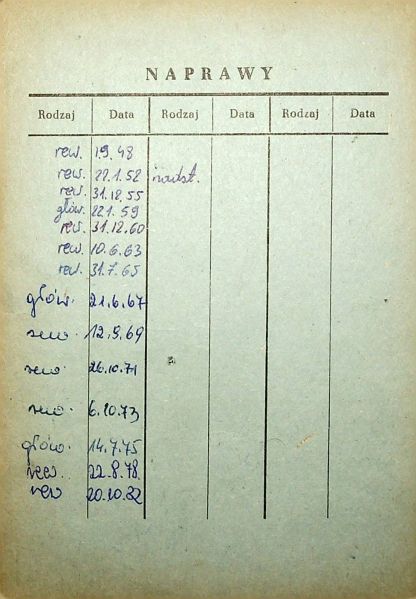 NAPRAWY
Rodzaj Data Rodzaj Data Rodzaj Data
rew. 1.9.48
rew. 22.1.52
rew. 31.12.55
głów. 22.1.59
rew. 31.12.60
rew. 10.6.63
rew. 31.7.65
głów. 21.6.67
rew. 12.9.69
rew. 26.10.71
rew. 6.10.73
głów. 14.7.75
rew. 22.8.78
rew 20.10.82